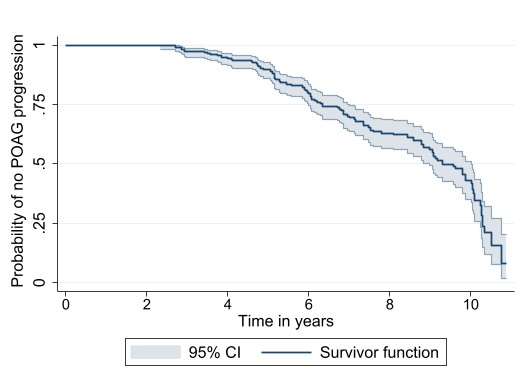 Probability of no POAG progression
1
.75
.5
.25
0
0 2 4 6 8 10
Time in years
95% CI Survivor function